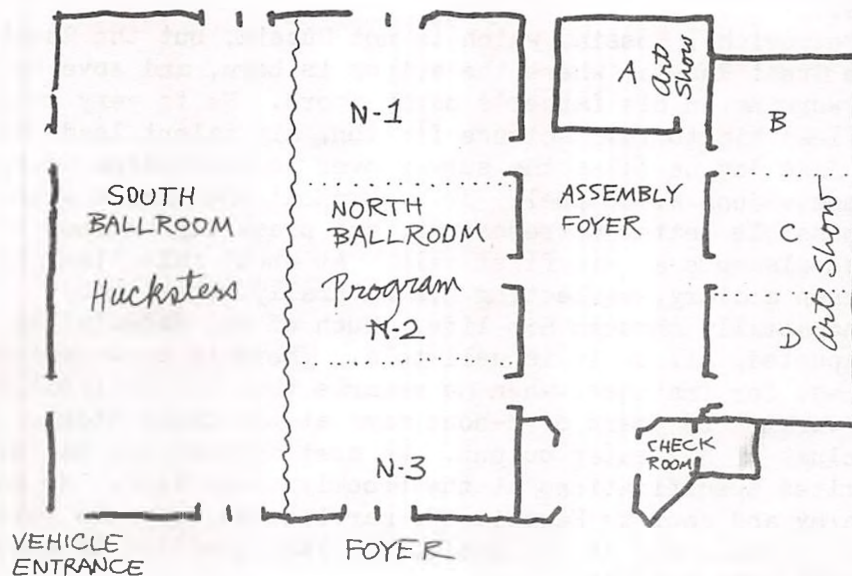 A
Art
Show
N-1
B
SOUTH
BALLROOM
NORTH
BALLROOM
ASSEMBLY
FOYER
C
Art Show
Hucksters
Program
N-2
D
CHECK
ROOM
N-3
VEHICLE
ENTRANCE
FOYER